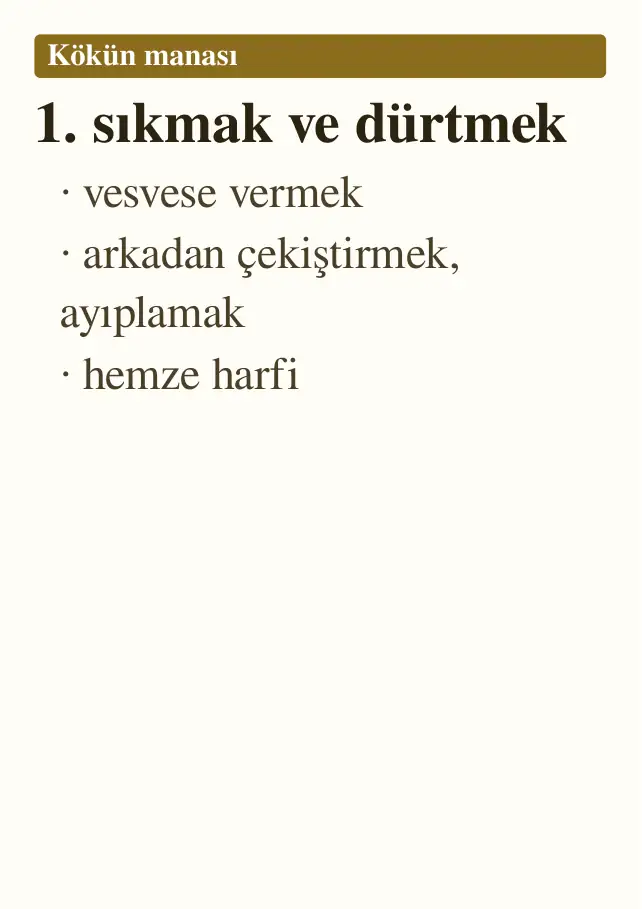 Kökün manası
1. sıkmak ve dürtmek
· vesvese vermek
· arkadan çekiştirmek,
ayıplamak
· hemze harfi